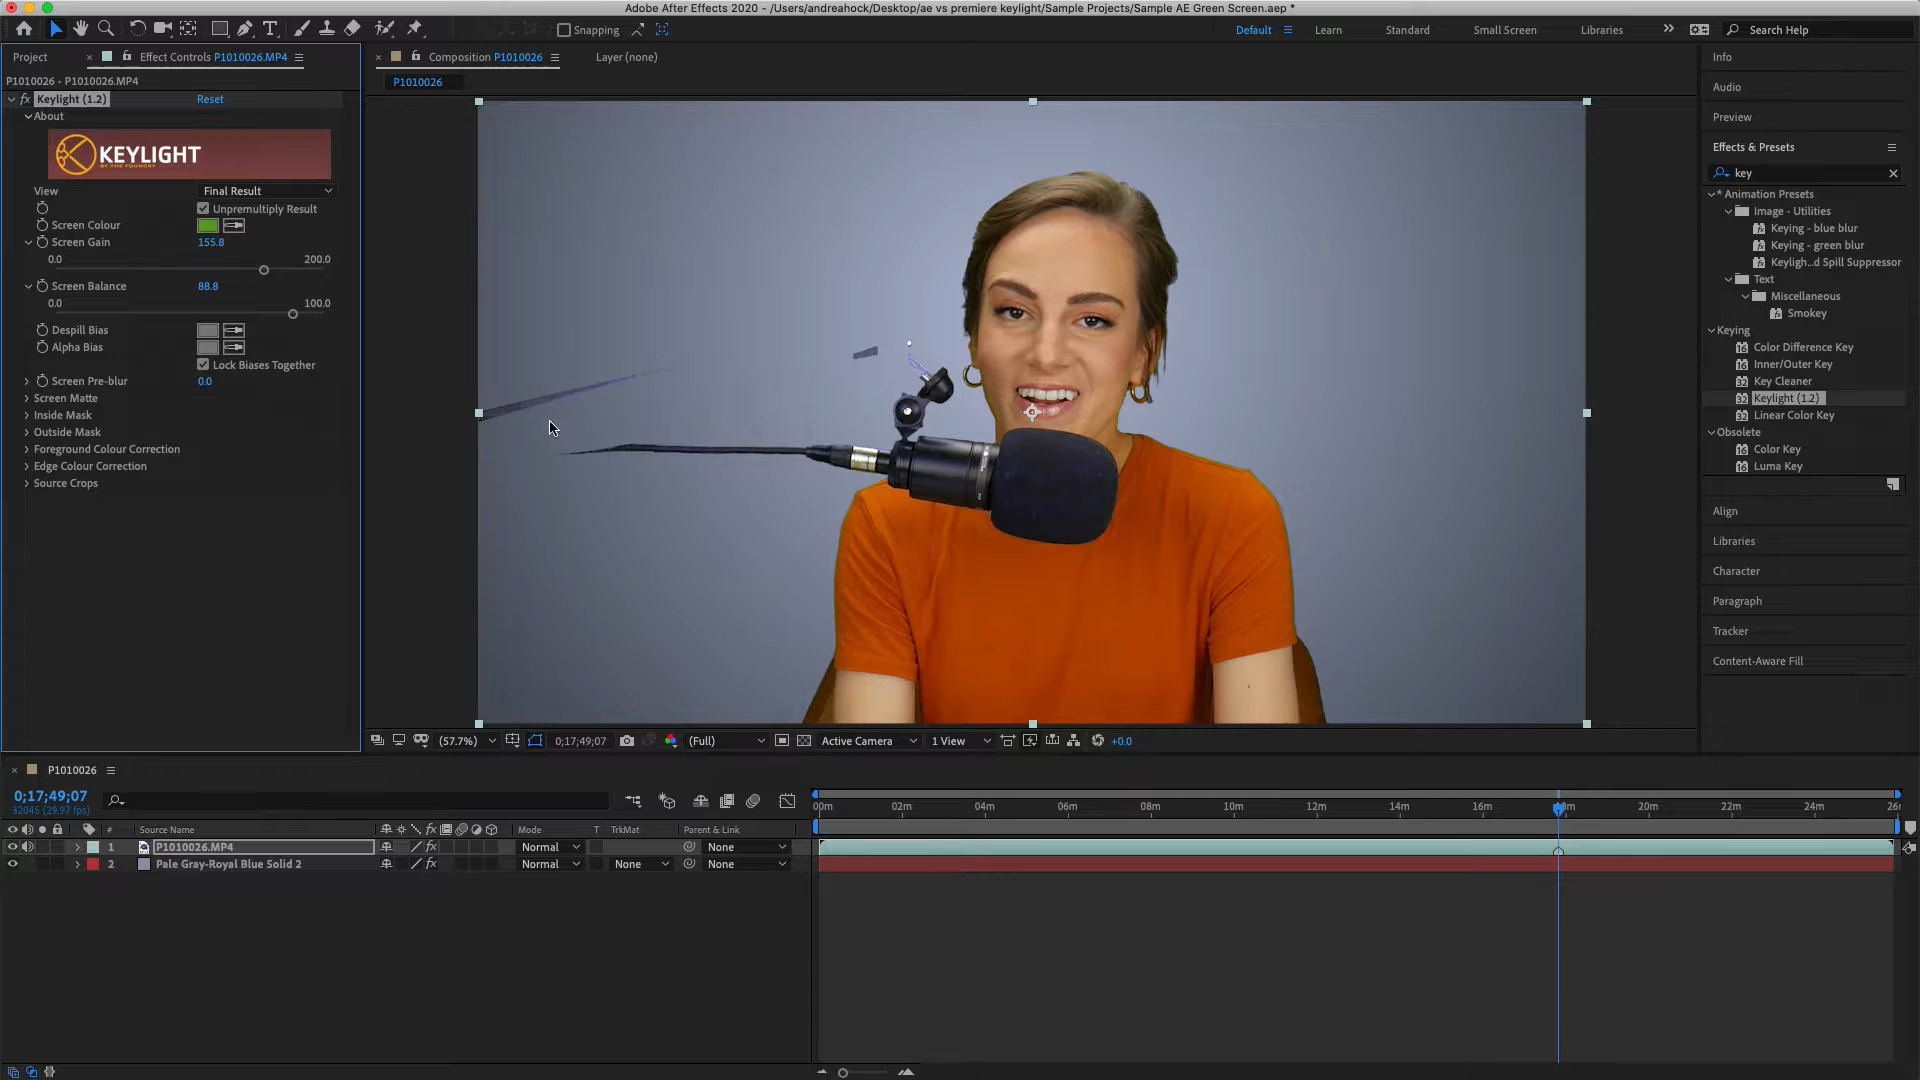 Adobe After Effects 2020 - /Users/andreahock/Desktop/ae vs premiere keylight/Sample Projects/Sample AE Green Screen.aep *
Snapping
Default
Learn
Standard
Small Screen
Libraries
Search Help
Project
Effect Controls P1010026.MP4
Composition P1010026
Layer (none)
P1010026 - P1010026.MP4
P1010026
fx Keylight (1.2)
Reset
About
KEYLIGHT
BY THE FOUNDRY
View
Final Result
Unpremultiply Result
Screen Colour
Screen Gain
155.8
0.0
200.0
Screen Balance
88.8
0.0
100.0
Despill Bias
Alpha Bias
Lock Biases Together
Screen Pre-blur
0.0
Screen Matte
Inside Mask
Outside Mask
Foreground Colour Correction
Edge Colour Correction
Source Crops
(57.7%)
0;17;49;07
(Full)
Active Camera
1 View
+0.0
Info
Audio
Preview
Effects & Presets
key
* Animation Presets
Image - Utilities
Keying - blue blur
Keying - green blur
Keyligh...d Spill Suppressor
Text
Miscellaneous
Smokey
Keying
Color Difference Key
Inner/Outer Key
Key Cleaner
Keylight (1.2)
Linear Color Key
Obsolete
Color Key
Luma Key
Align
Libraries
Character
Paragraph
Tracker
Content-Aware Fill
P1010026
0;17;49;07
32045 (29.97 fps)
# Source Name
Mode
T TrkMat
Parent & Link
1 P1010026.MP4
Normal
None
2 Pale Gray-Royal Blue Solid 2
Normal
None
None
00m 02m 04m 06m 08m 10m 12m 14m 16m 20m 22m 24m